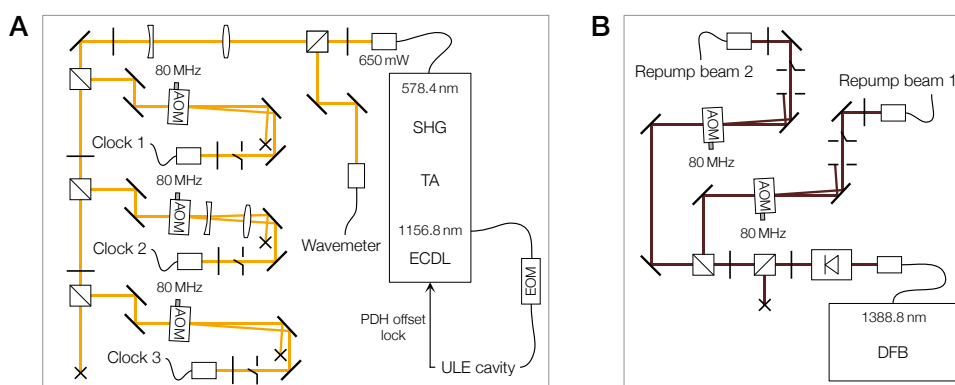 A
650 mW
80 MHz
AOM
578.4 nm
SHG
TA
1156.8 nm
ECDL
Clock 1
80 MHz
AOM
Wavemeter
Clock 2
EOM
80 MHz
AOM
PDH offset
lock
Clock 3
ULE cavity
B
Repump beam 2
Repump beam 1
AOM
80 MHz
AOM
80 MHz
1388.8 nm
DFB